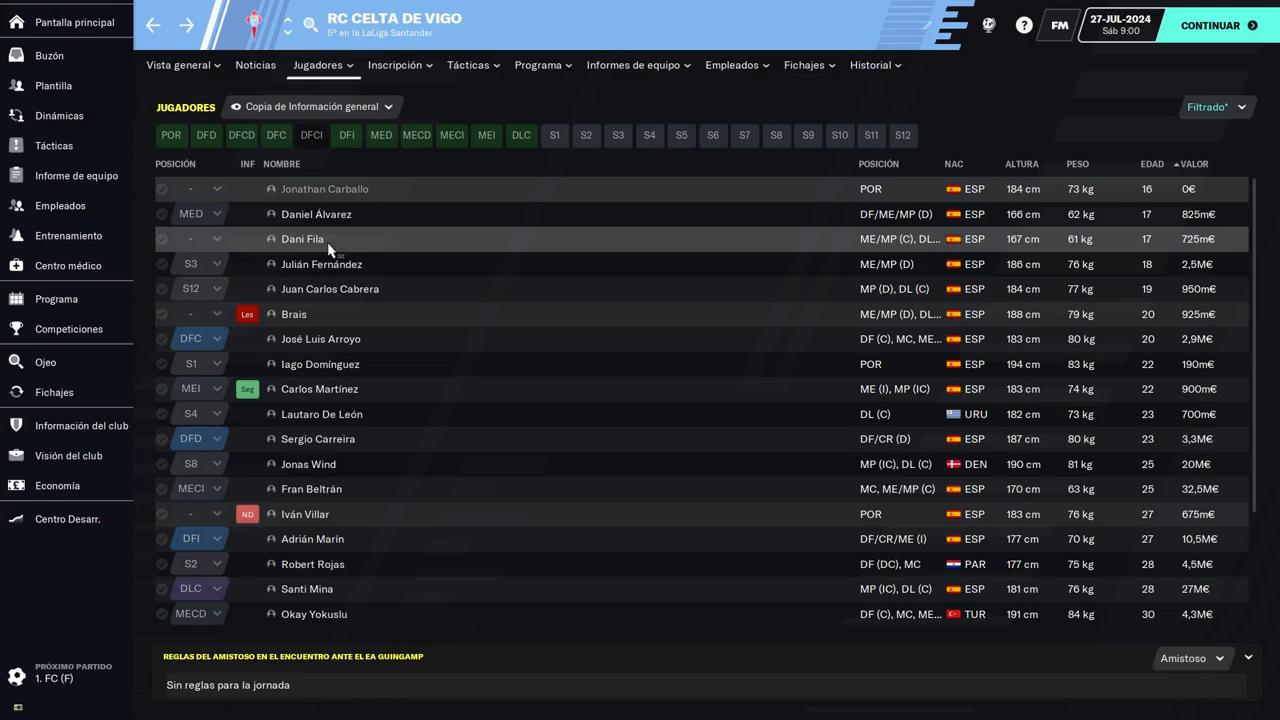 Pantalla principal
Buzón
Plantilla
Dinámicas
Tácticas
Informe de equipo
Empleados
Entrenamiento
Centro médico
Programa
Competiciones
Ojeo
Fichajes
Información del club
Visión del club
Economía
Centro Desarr.
PRÓXIMO PARTIDO
1. FC (F)
RC CELTA DE VIGO
5º en la LaLiga Santander
FM
27-JUL-2024
Sáb 9:00
CONTINUAR
Vista general Noticias Jugadores Inscripción Tácticas Programa Informes de equipo Empleados Fichajes Historial
JUGADORES Copia de Información general Filtrado*
POR DFD DFCD DFC DFCI DFI MED MECD MECI MEI DLC S1 S2 S3 S4 S5 S6 S7 S8 S9 S10 S11 S12
POSICIÓN INF NOMBRE POSICIÓN NAC ALTURA PESO EDAD VALOR
- Jonathan Carballo POR ESP 184 cm 73 kg 16 0€
MED Daniel Álvarez DF/ME/MP (D) ESP 166 cm 62 kg 17 825m€
- Dani Fila ME/MP (C), DL... ESP 167 cm 61 kg 17 725m€
S3 Julián Fernández ME/MP (D) ESP 186 cm 76 kg 18 2,5M€
S12 Juan Carlos Cabrera MP (D), DL (C) ESP 184 cm 77 kg 19 950m€
- Les Brais ME/MP (D), DL... ESP 188 cm 79 kg 20 925m€
DFC José Luis Arroyo DF (C), MC, ME... ESP 183 cm 80 kg 20 2,9M€
S1 Iago Domínguez POR ESP 194 cm 83 kg 22 190m€
MEI Seg Carlos Martínez ME (I), MP (IC) ESP 183 cm 74 kg 22 900m€
S4 Lautaro De León DL (C) URU 182 cm 73 kg 23 700m€
DFD Sergio Carreira DF/CR (D) ESP 187 cm 80 kg 23 3,3M€
S8 Jonas Wind MP (IC), DL (C) DEN 190 cm 81 kg 25 20M€
MECI Fran Beltrán MC, ME/MP (C) ESP 170 cm 63 kg 25 32,5M€
- ND Iván Villar POR ESP 183 cm 76 kg 27 675m€
DFI Adrián Marín DF/CR/ME (I) ESP 177 cm 70 kg 27 10,5M€
S2 Robert Rojas DF (DC), MC PAR 177 cm 75 kg 28 4,5M€
DLC Santi Mina MP (IC), DL (C) ESP 181 cm 76 kg 28 27M€
MECD Okay Yokuslu DF (C), MC, ME... TUR 191 cm 84 kg 30 4,3M€
REGLAS DEL AMISTOSO EN EL ENCUENTRO ANTE EL EA GUINGAMP Amistoso
Sin reglas para la jornada